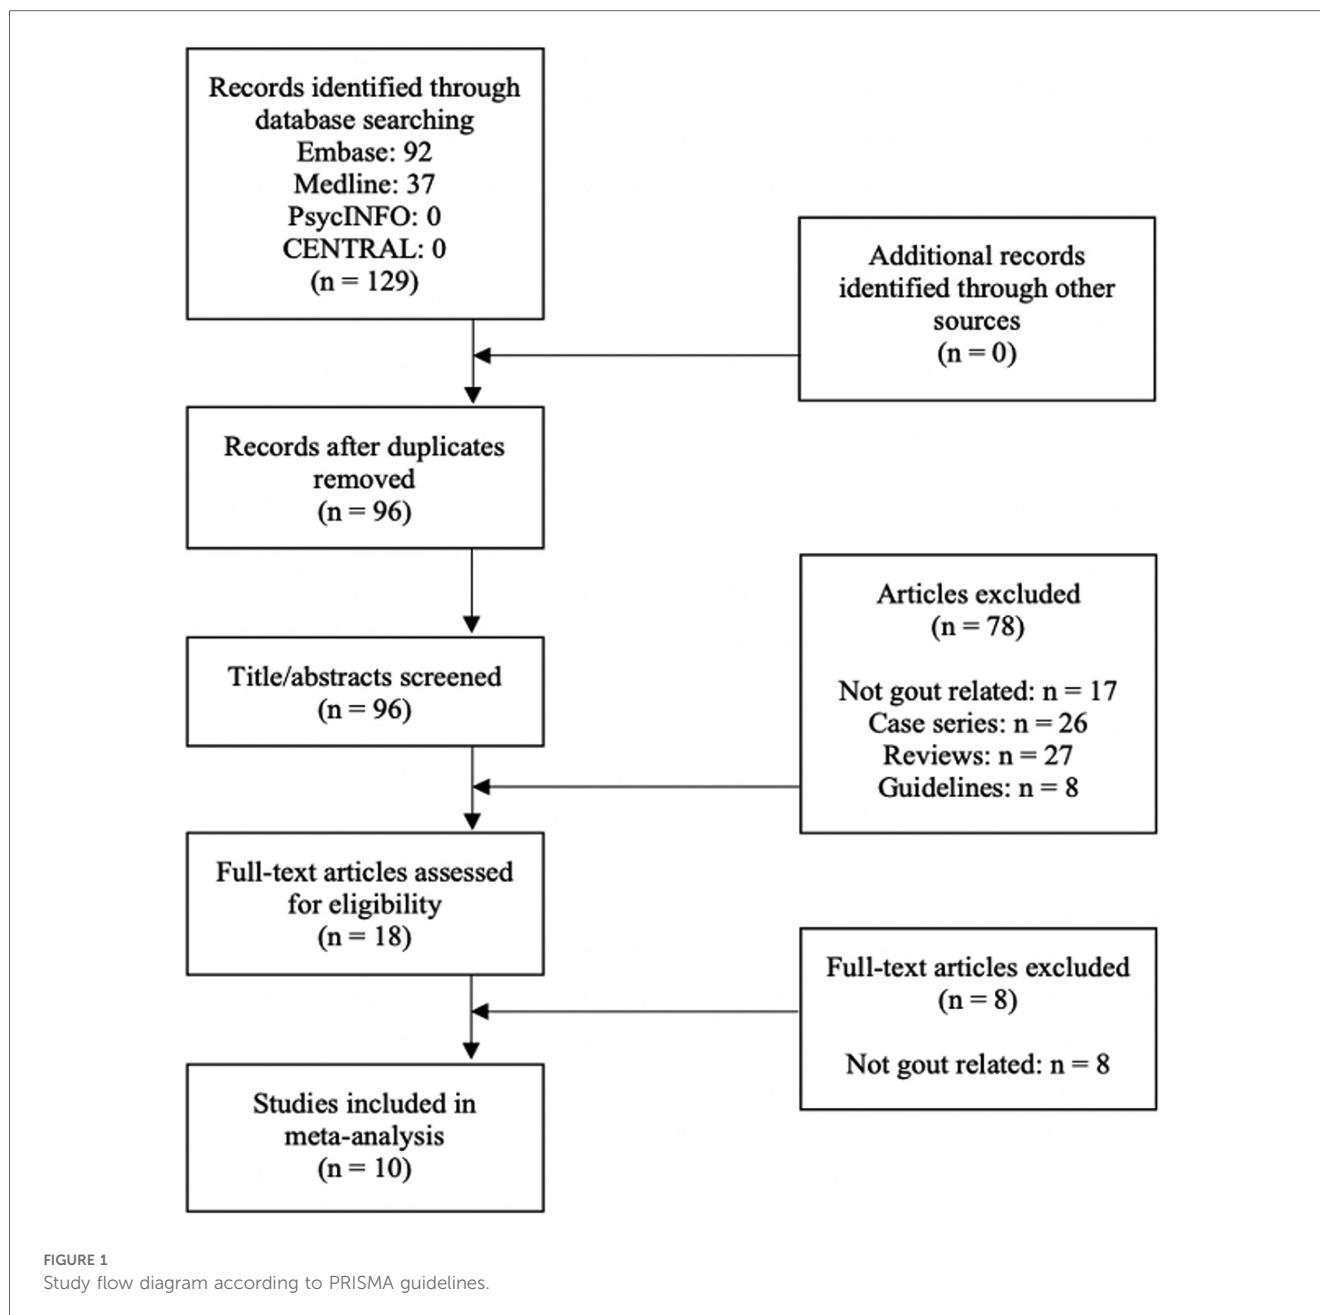 Records identified through
database searching
Embase: 92
Medline: 37
PsycINFO: 0
CENTRAL: 0
(n = 129)
Additional records
identified through other
sources
(n = 0)
Records after duplicates
removed
(n = 96)
Title/abstracts screened
(n = 96)
Articles excluded
(n = 78)
Not gout related: n = 17
Case series: n = 26
Reviews: n = 27
Guidelines: n = 8
Full-text articles assessed
for eligibility
(n = 18)
Full-text articles excluded
(n = 8)
Not gout related: n = 8
Studies included in
meta-analysis
(n = 10)
FIGURE 1
Study flow diagram according to PRISMA guidelines.